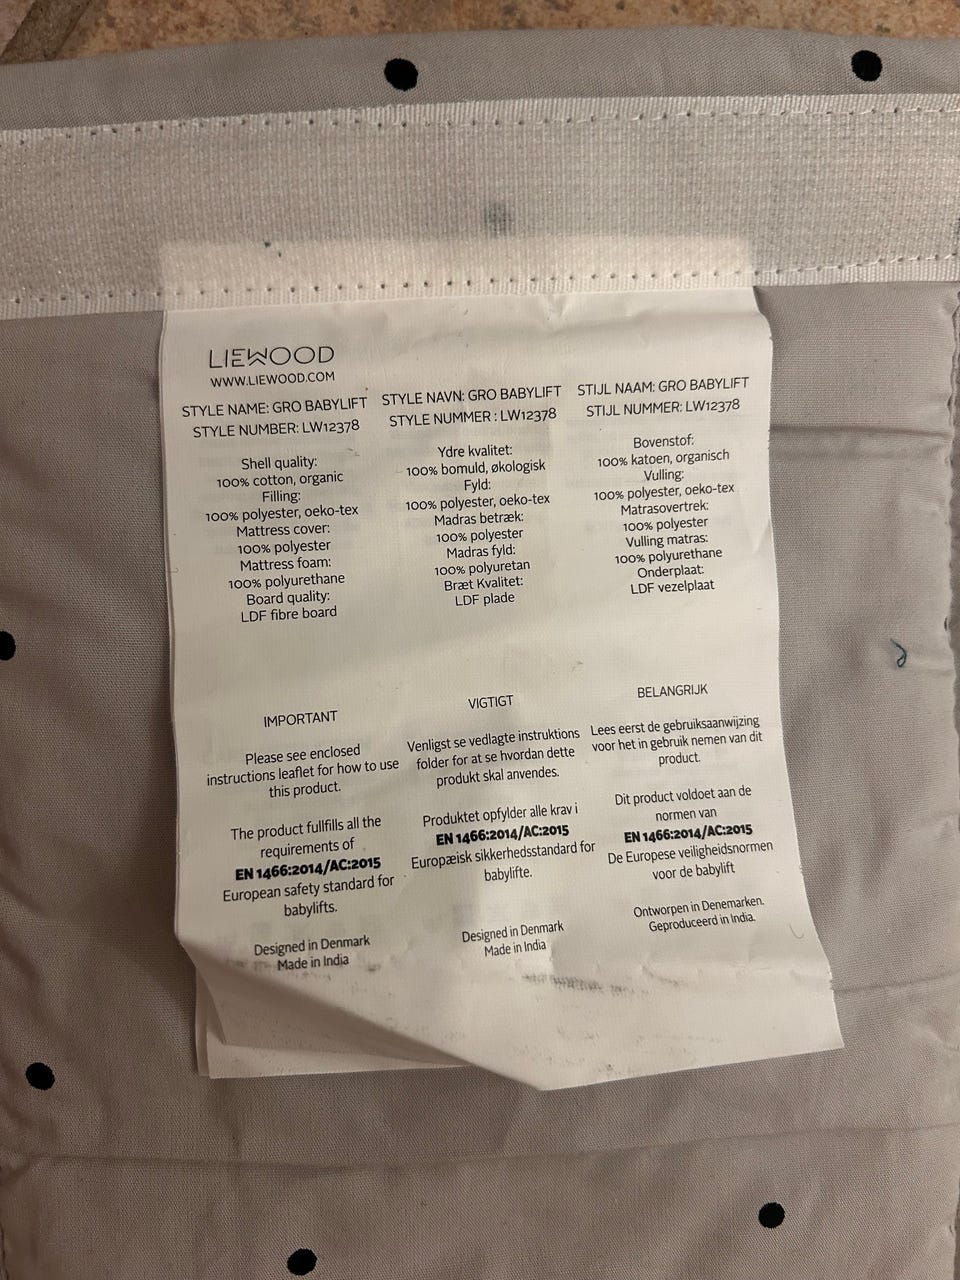 LIEWOOD
WWW.LIEWOOD.COM
STYLE NAME: GRO BABYLIFT
STYLE NUMBER: LW12378
Shell quality:
100% cotton, organic
Filling:
100% polyester, oeko-tex
Mattress cover:
100% polyester
Mattress foam:
100% polyurethane
Board quality:
LDF fibre board
IMPORTANT
Please see enclosed
instructions leaflet for how to use
this product.
The product fullfills all the
requirements of
EN 1466:2014/AC:2015
European safety standard for
babylifts.
Designed in Denmark
Made in India
STYLE NAVN: GRO BABYLIFT
STYLE NUMMER : LW12378
Ydre kvalitet:
100% bomuld, økologisk
Fyld:
100% polyester, oeko-tex
Madras betræk:
100% polyester
Madras fyld:
100% polyuretan
Bræt Kvalitet:
LDF plade
VIGTIGT
Venligst se vedlagte instruktions
folder for at se hvordan dette
produkt skal anvendes.
Produktet opfylder alle krav i
EN 1466:2014/AC:2015
Europæisk sikkerhedsstandard for
babylifte.
Designed in Denmark
Made in India
STIJL NAAM: GRO BABYLIFT
STIJL NUMMER: LW12378
Bovenstof:
100% katoen, organisch
Vulling:
100% polyester, oeko-tex
Matrasovertrek:
100% polyester
Vulling matras:
100% polyurethane
Onderplaat:
LDF vezelplaat
BELANGRIJK
Lees eerst de gebruiksaanwijzing
voor het in gebruik nemen van dit
product.
Dit product voldoet aan de
normen van
EN 1466:2014/AC:2015
De Europese veiligheidsnormen
voor de babylift
Ontworpen in Denemarken.
Geproduceerd in India.